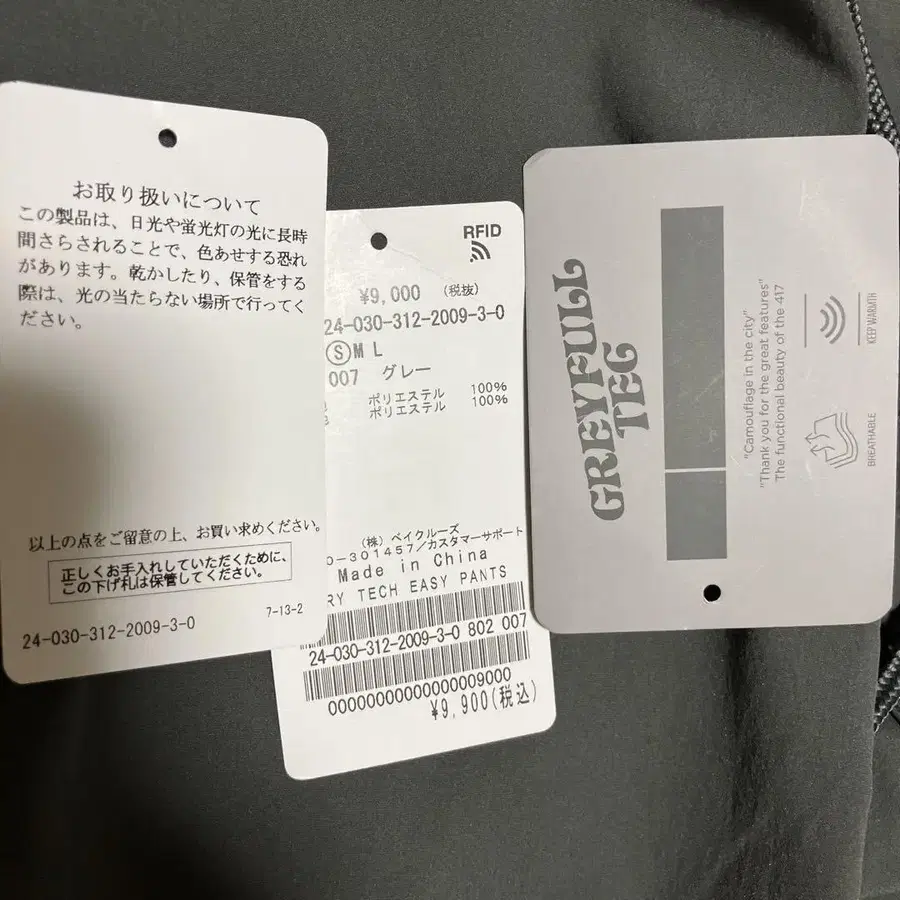 お取り扱いについて
この製品は、日光や蛍光灯の光に長時
間さらされることで、色あせする恐れ
があります。乾かしたり、保管をする
際は、光の当たらない場所で行ってく
ださい。
以上の点をご留意の上、お買い求めください。
正しくお手入れしていただくために、
この下げ札は保管してください。
7-13-2
24-030-312-2009-3-0
RFID
¥9,000 (税抜)
24-030-312-2009-3-0
Ⓢ M L
007 グレー
ポリエステル 100%
ポリエステル 100%
(株) ベイクルーズ
0-301457/カスタマーサポート
Made in China
RY TECH EASY PANTS
24-030-312-2009-3-0 802 007
00000000000000009000
¥9,900(税込)
GREYFULL
TEC
"Camouflage in the city"
"Thank you for the great features"
The functional beauty of the 417
KEEP WARMTH
BREATHABLE